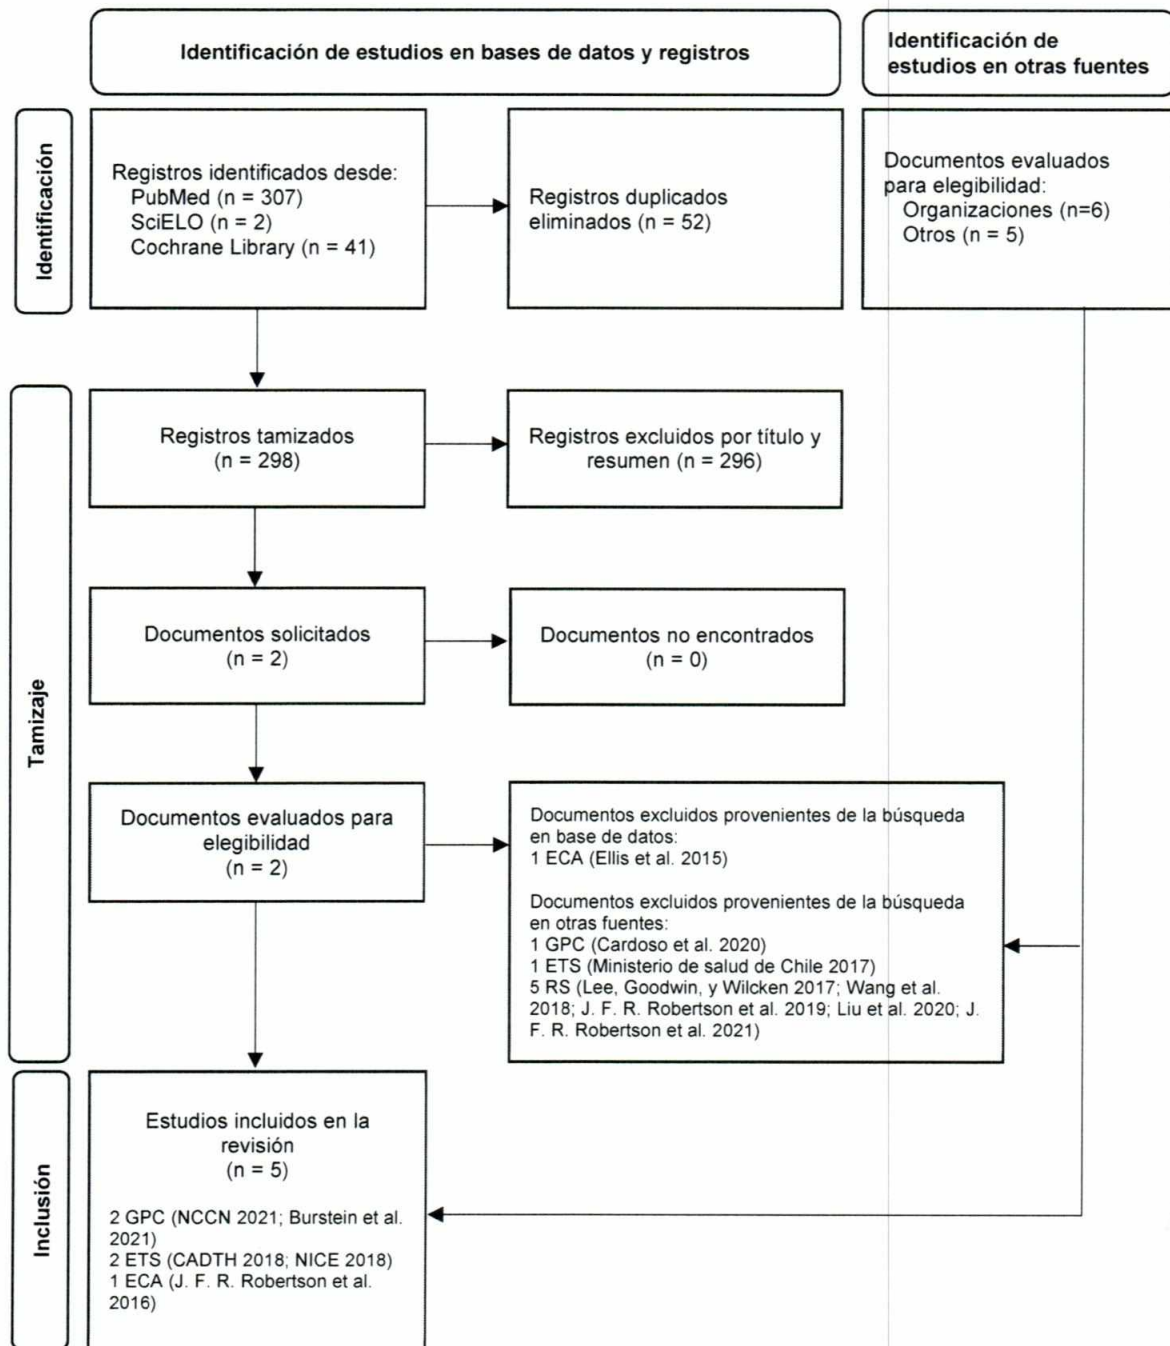 Identificación de estudios en bases de datos y registros
Identificación de
estudios en otras fuentes
Identificación
Registros identificados desde:
PubMed (n = 307)
SciELO (n = 2)
Cochrane Library (n = 41)
Registros duplicados
eliminados (n = 52)
Documentos evaluados
para elegibilidad:
Organizaciones (n=6)
Otros (n = 5)
Tamizaje
Registros tamizados
(n = 298)
Registros excluidos por título y
resumen (n = 296)
Documentos solicitados
(n = 2)
Documentos no encontrados
(n = 0)
Documentos evaluados para
elegibilidad
(n = 2)
Documentos excluidos provenientes de la búsqueda
en base de datos:
1 ECA (Ellis et al. 2015)
Documentos excluidos provenientes de la búsqueda
en otras fuentes:
1 GPC (Cardoso et al. 2020)
1 ETS (Ministerio de salud de Chile 2017)
5 RS (Lee, Goodwin, y Wilcken 2017; Wang et al.
2018; J. F. R. Robertson et al. 2019; Liu et al. 2020; J.
F. R. Robertson et al. 2021)
Inclusión
Estudios incluidos en la
revisión
(n = 5)
2 GPC (NCCN 2021; Burstein et al.
2021)
2 ETS (CADTH 2018; NICE 2018)
1 ECA (J. F. R. Robertson et al.
2016)